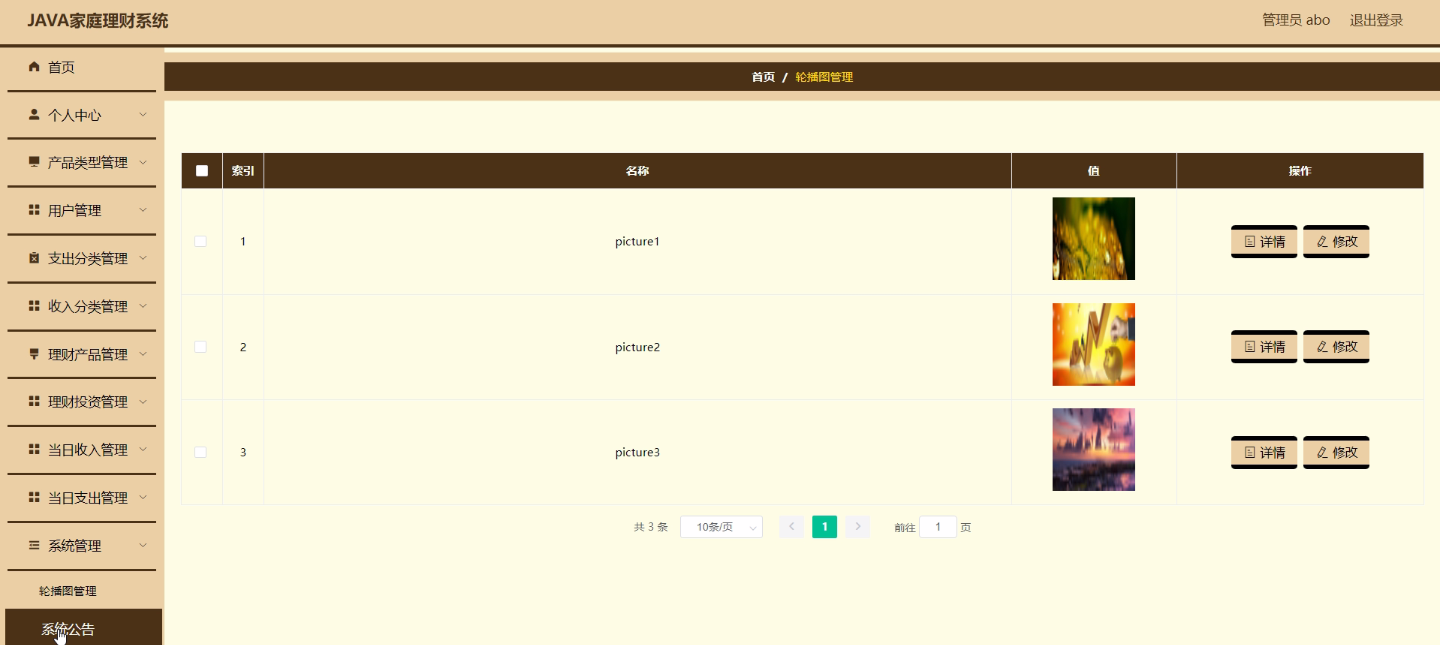 JAVA家庭理财系统
管理员 abo 退出登录
首页
个人中心
产品类型管理
用户管理
支出分类管理
收入分类管理
理财产品管理
理财投资管理
当日收入管理
当日支出管理
系统管理
轮播图管理
系统公告
首页 / 轮播图管理
索引 名称 值 操作
1 picture1 详情 修改
2 picture2 详情 修改
3 picture3 详情 修改
共 3 条 10条/页 1 前往 1 页